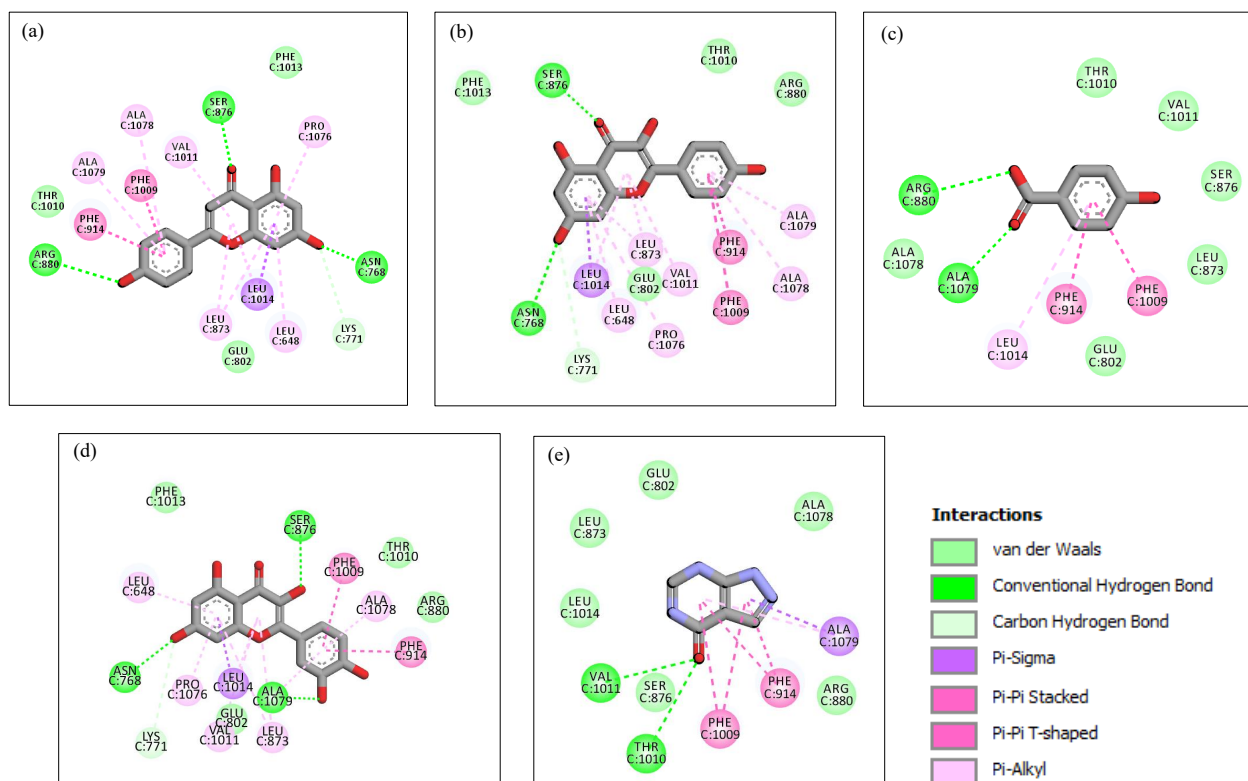 (a)
PHE
C:1013
SER
C:876
ALA
C:1078
PRO
C:1076
VAL
C:1011
ALA
C:1079
PHE
C:1009
THR
C:1010
PHE
C:914
ARG
C:880
ASN
C:768
LEU
C:1014
LEU
C:873
LEU
C:648
LYS
C:771
GLU
C:802
(b)
THR
C:1010
SER
C:876
PHE
C:1013
ARG
C:880
ALA
C:1079
LEU
C:873
PHE
C:914
LEU
C:1014
GLU
C:802
VAL
C:1011
ALA
C:1078
PHE
C:1009
LEU
C:648
ASN
C:768
PRO
C:1076
LYS
C:771
(c)
THR
C:1010
VAL
C:1011
SER
C:876
ARG
C:880
ALA
C:1078
LEU
C:873
ALA
C:1079
PHE
C:914
PHE
C:1009
LEU
C:1014
GLU
C:802
(d)
PHE
C:1013
SER
C:876
THR
C:1010
PHE
C:1009
LEU
C:648
ALA
C:1078
ARG
C:880
PHE
C:914
ASN
C:768
PRO
C:1076
LEU
C:1014
ALA
C:1079
GLU
C:802
LYS
C:771
VAL
C:1011
LEU
C:873
(e)
GLU
C:802
ALA
C:1078
LEU
C:873
LEU
C:1014
ALA
C:1079
VAL
C:1011
SER
C:876
PHE
C:914
ARG
C:880
PHE
C:1009
THR
C:1010
Interactions
van der Waals
Conventional Hydrogen Bond
Carbon Hydrogen Bond
Pi-Sigma
Pi-Pi Stacked
Pi-Pi T-shaped
Pi-Alkyl